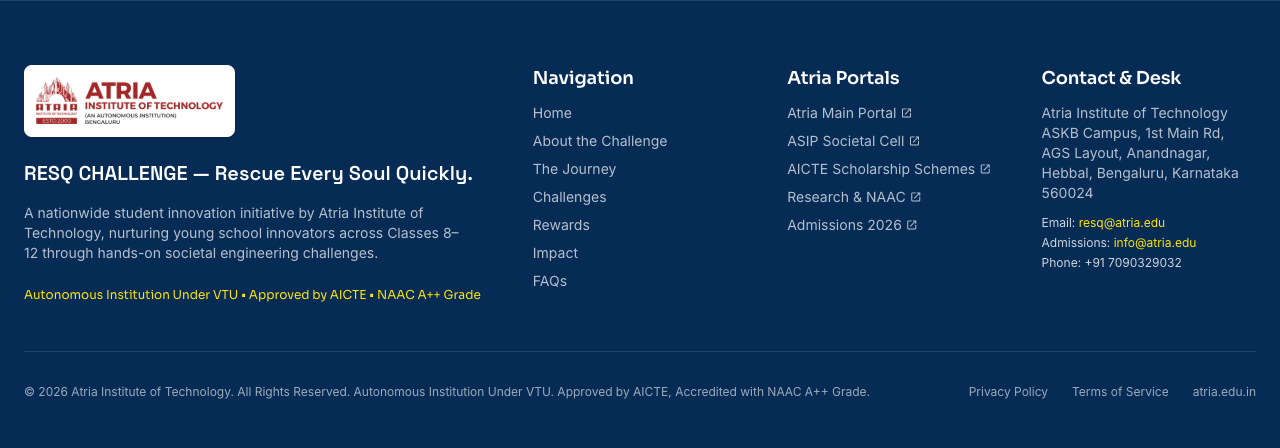 ATRIA
INSTITUTE OF TECHNOLOGY
ESTD 2000
ATRIA
INSTITUTE OF TECHNOLOGY
(AN AUTONOMOUS INSTITUTION)
BENGALURU
RESQ CHALLENGE — Rescue Every Soul Quickly.
A nationwide student innovation initiative by Atria Institute of
Technology, nurturing young school innovators across Classes 8–
12 through hands-on societal engineering challenges.
Autonomous Institution Under VTU • Approved by AICTE • NAAC A++ Grade
Navigation
Home
About the Challenge
The Journey
Challenges
Rewards
Impact
FAQs
Atria Portals
Atria Main Portal
ASIP Societal Cell
AICTE Scholarship Schemes
Research & NAAC
Admissions 2026
Contact & Desk
Atria Institute of Technology
ASKB Campus, 1st Main Rd,
AGS Layout, Anandnagar,
Hebbal, Bengaluru, Karnataka
560024
Email: resq@atria.edu
Admissions: info@atria.edu
Phone: +91 7090329032
© 2026 Atria Institute of Technology. All Rights Reserved. Autonomous Institution Under VTU. Approved by AICTE, Accredited with NAAC A++ Grade.
Privacy Policy
Terms of Service
atria.edu.in